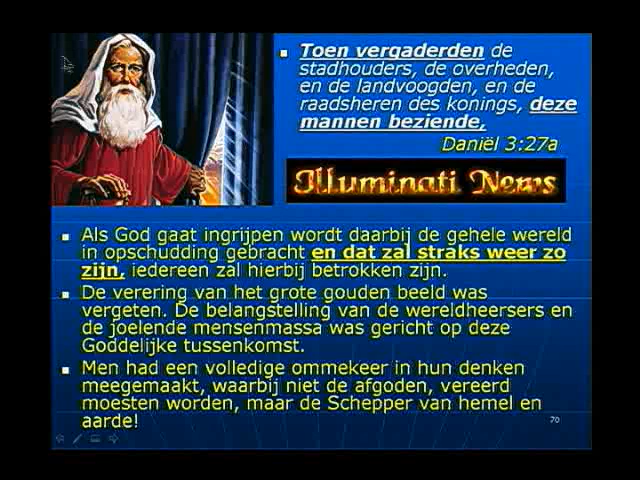 Toen vergaderden de
stadhouders, de overheden,
en de landvoogden, en de
raadsheren des konings, deze
mannen beziende,
Daniël 3:27a
Illuminati News
Als God gaat ingrijpen wordt daarbij de gehele wereld
in opschudding gebracht en dat zal straks weer zo
zijn, iedereen zal hierbij betrokken zijn.
De verering van het grote gouden beeld was
vergeten. De belangstelling van de wereldheersers en
de joelende mensenmassa was gericht op deze
Goddelijke tussenkomst.
Men had een volledige ommekeer in hun denken
meegemaakt, waarbij niet de afgoden, vereerd
moesten worden, maar de Schepper van hemel en
aarde!
70